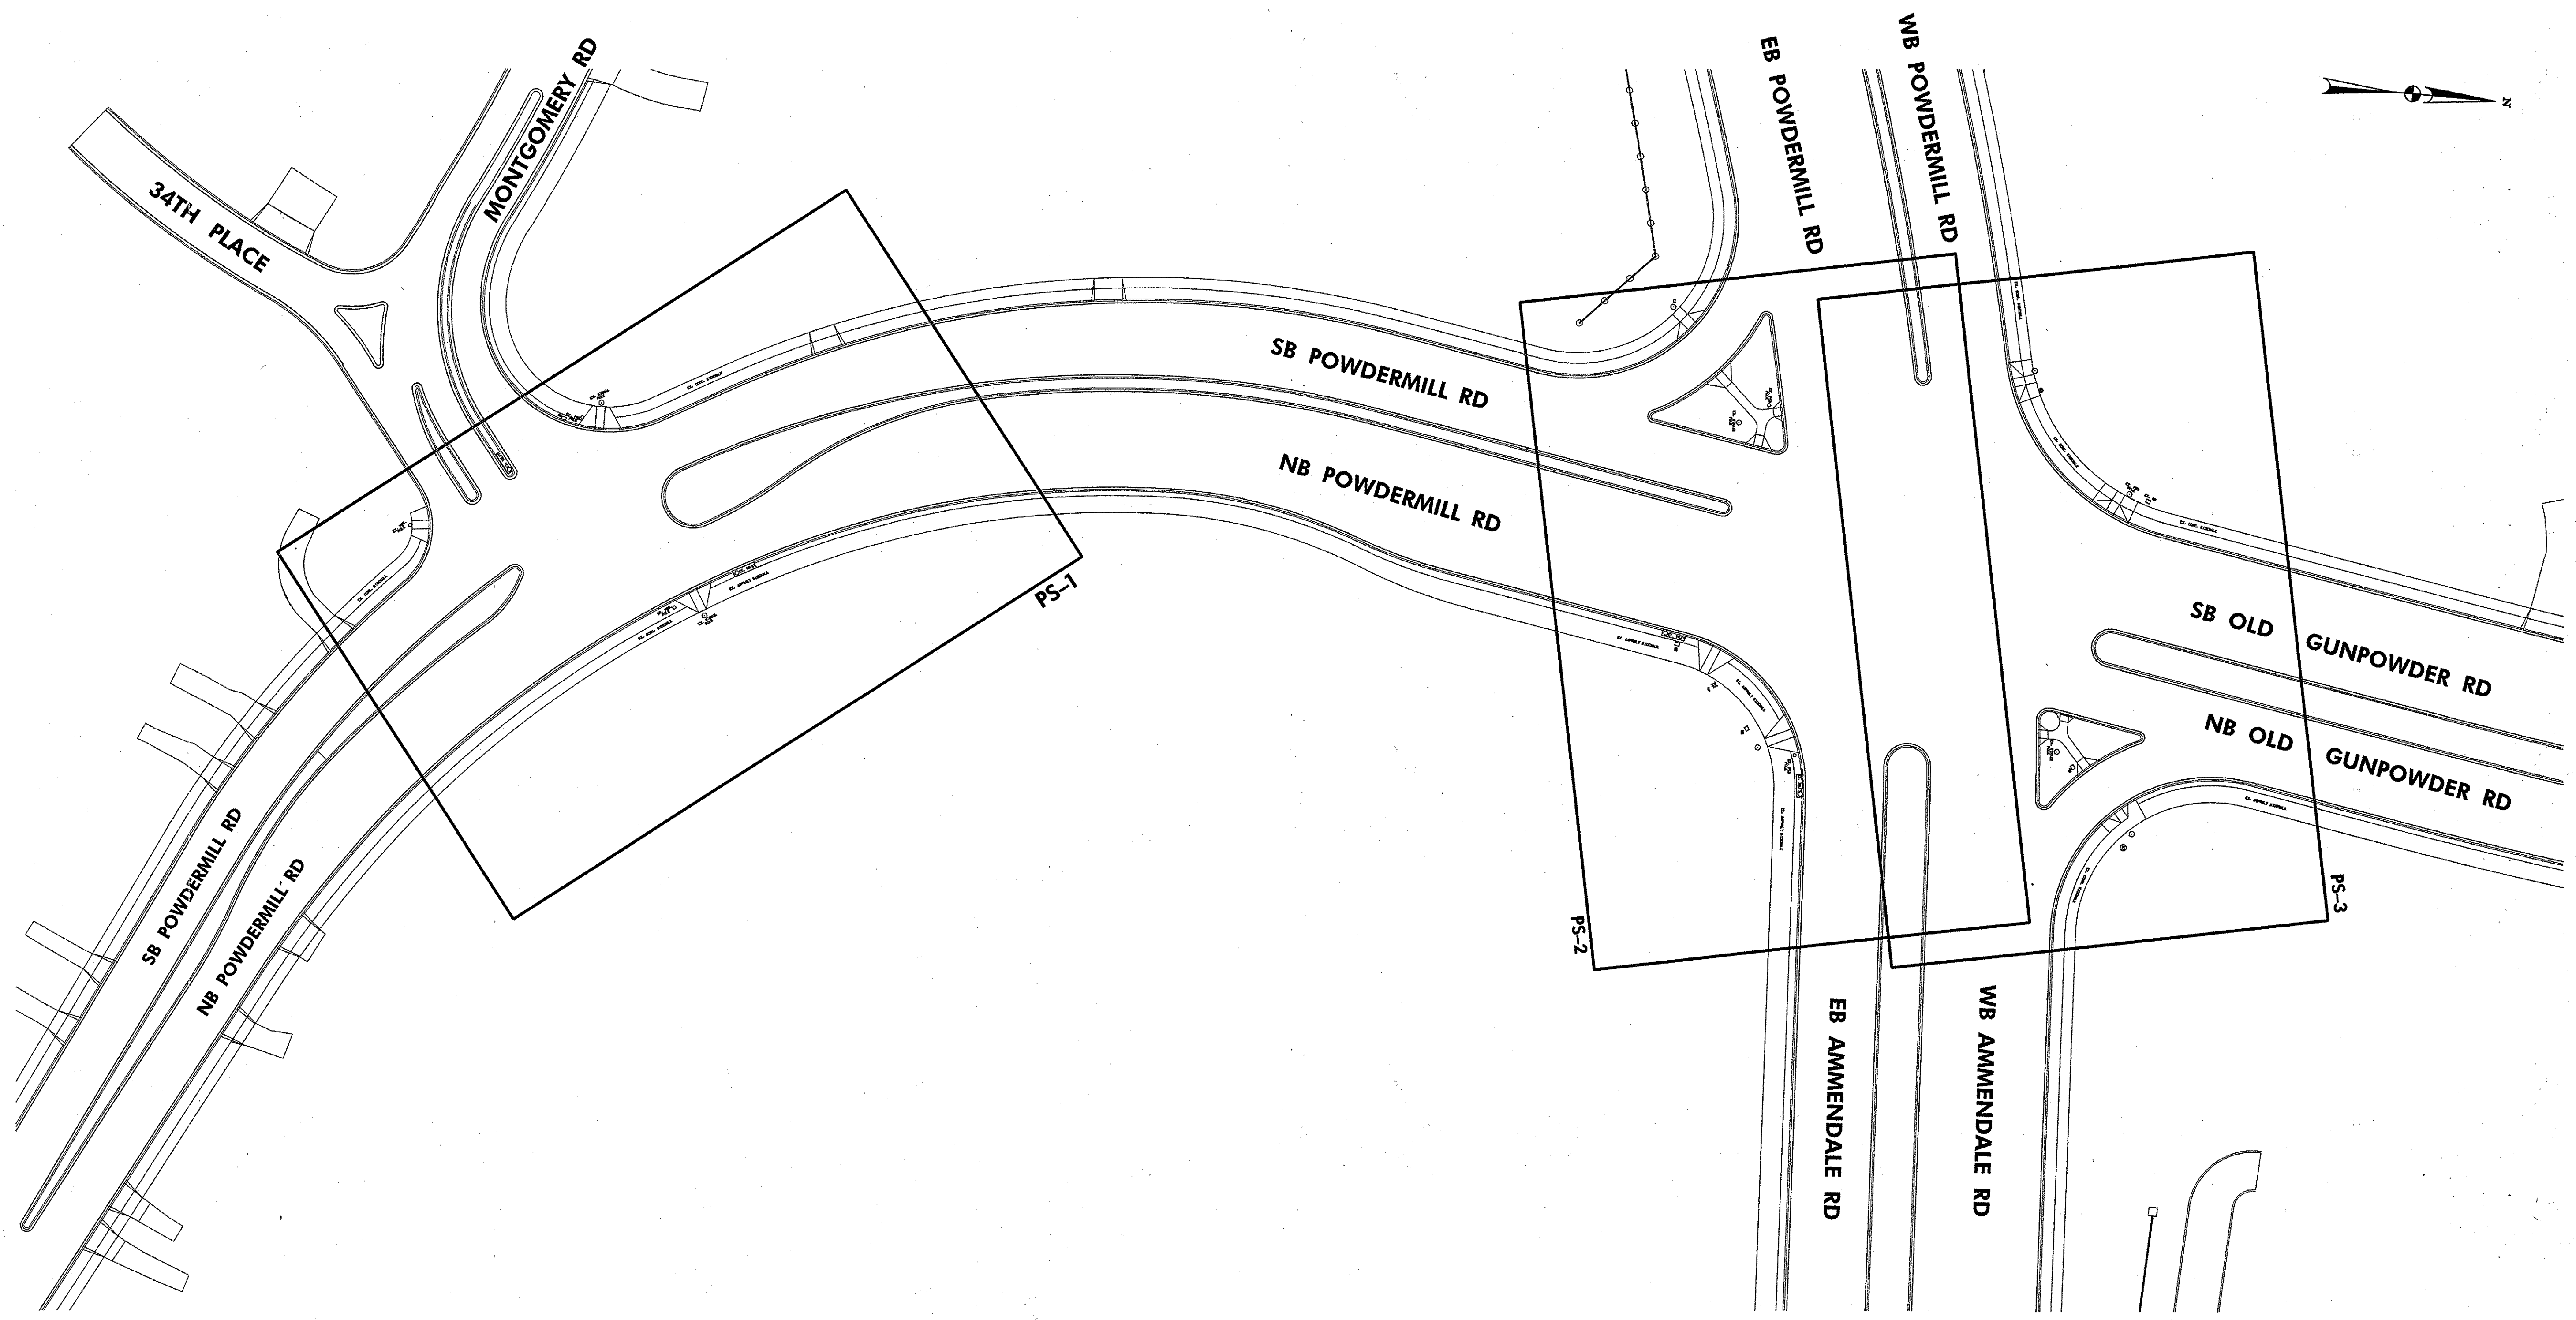 MONTGOMERY RD
34TH PLACE
EB POWDERMILL RD
WB POWDERMILL RD
N
SB POWDERMILL RD
NB POWDERMILL RD
PS-1
SB OLD GUNPOWDER RD
NB OLD GUNPOWDER RD
SB POWDERMILL RD
NB POWDERMILL RD
PS-2
PS-3
EB AMMENDALE RD
WB AMMENDALE RD